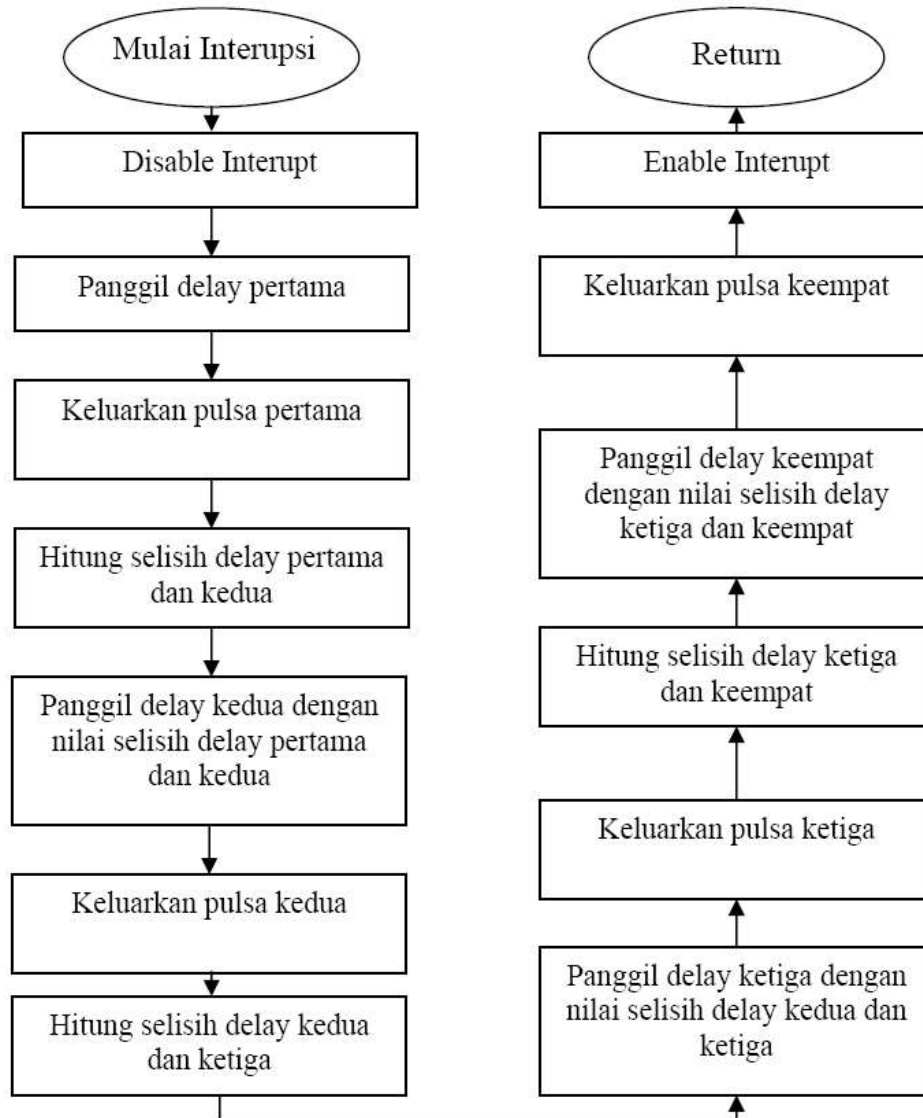 Mulai Interupsi
Disable Interupt
Panggil delay pertama
Keluarkan pulsa pertama
Hitung selisih delay pertama
dan kedua
Panggil delay kedua dengan
nilai selisih delay pertama
dan kedua
Keluarkan pulsa kedua
Hitung selisih delay kedua
dan ketiga
Panggil delay ketiga dengan
nilai selisih delay kedua dan
ketiga
Keluarkan pulsa ketiga
Hitung selisih delay ketiga
dan keempat
Panggil delay keempat
dengan nilai selisih delay
ketiga dan keempat
Keluarkan pulsa keempat
Enable Interupt
Return